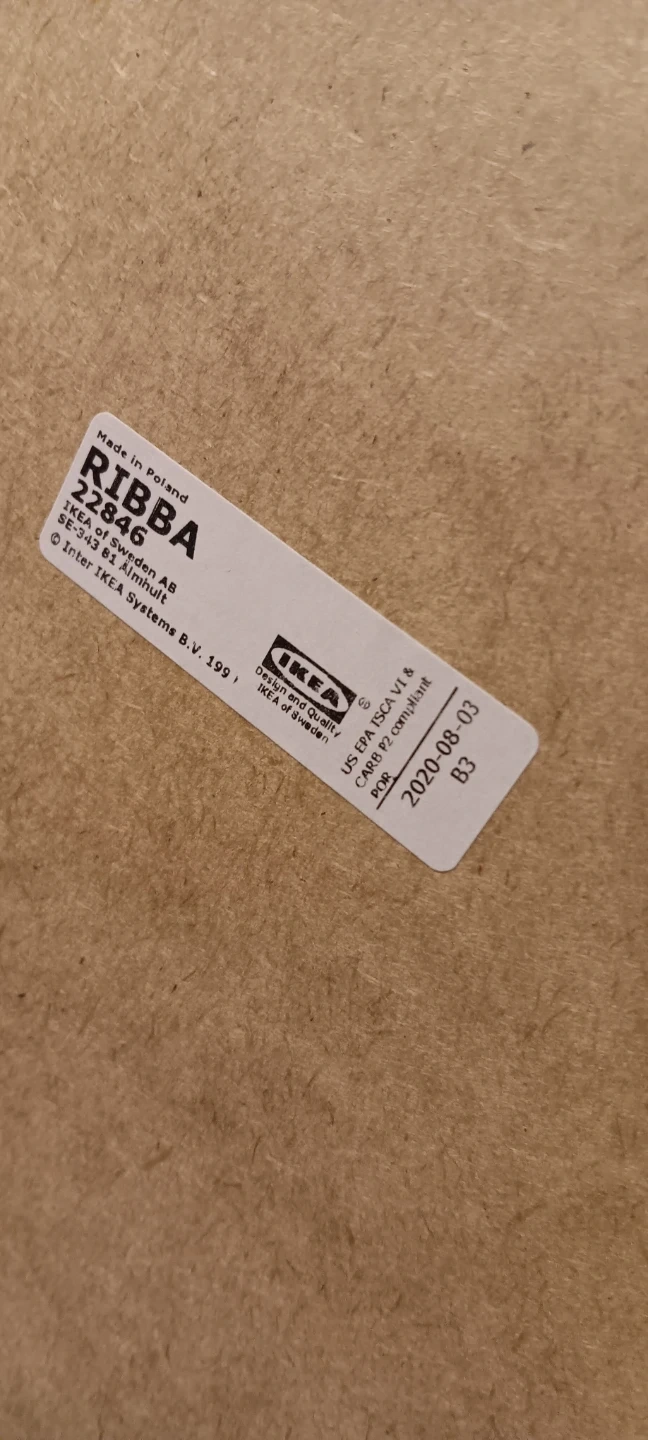 Made in Poland
RIBBA
22846
IKEA of Sweden AB
SE-343 81 Älmhult
© Inter IKEA Systems B.V. 199
IKEA
®
Design and Quality
IKEA of Sweden
US EPA TSCA VI &
CARB P2 compliant
POR
2020-08-03
B3